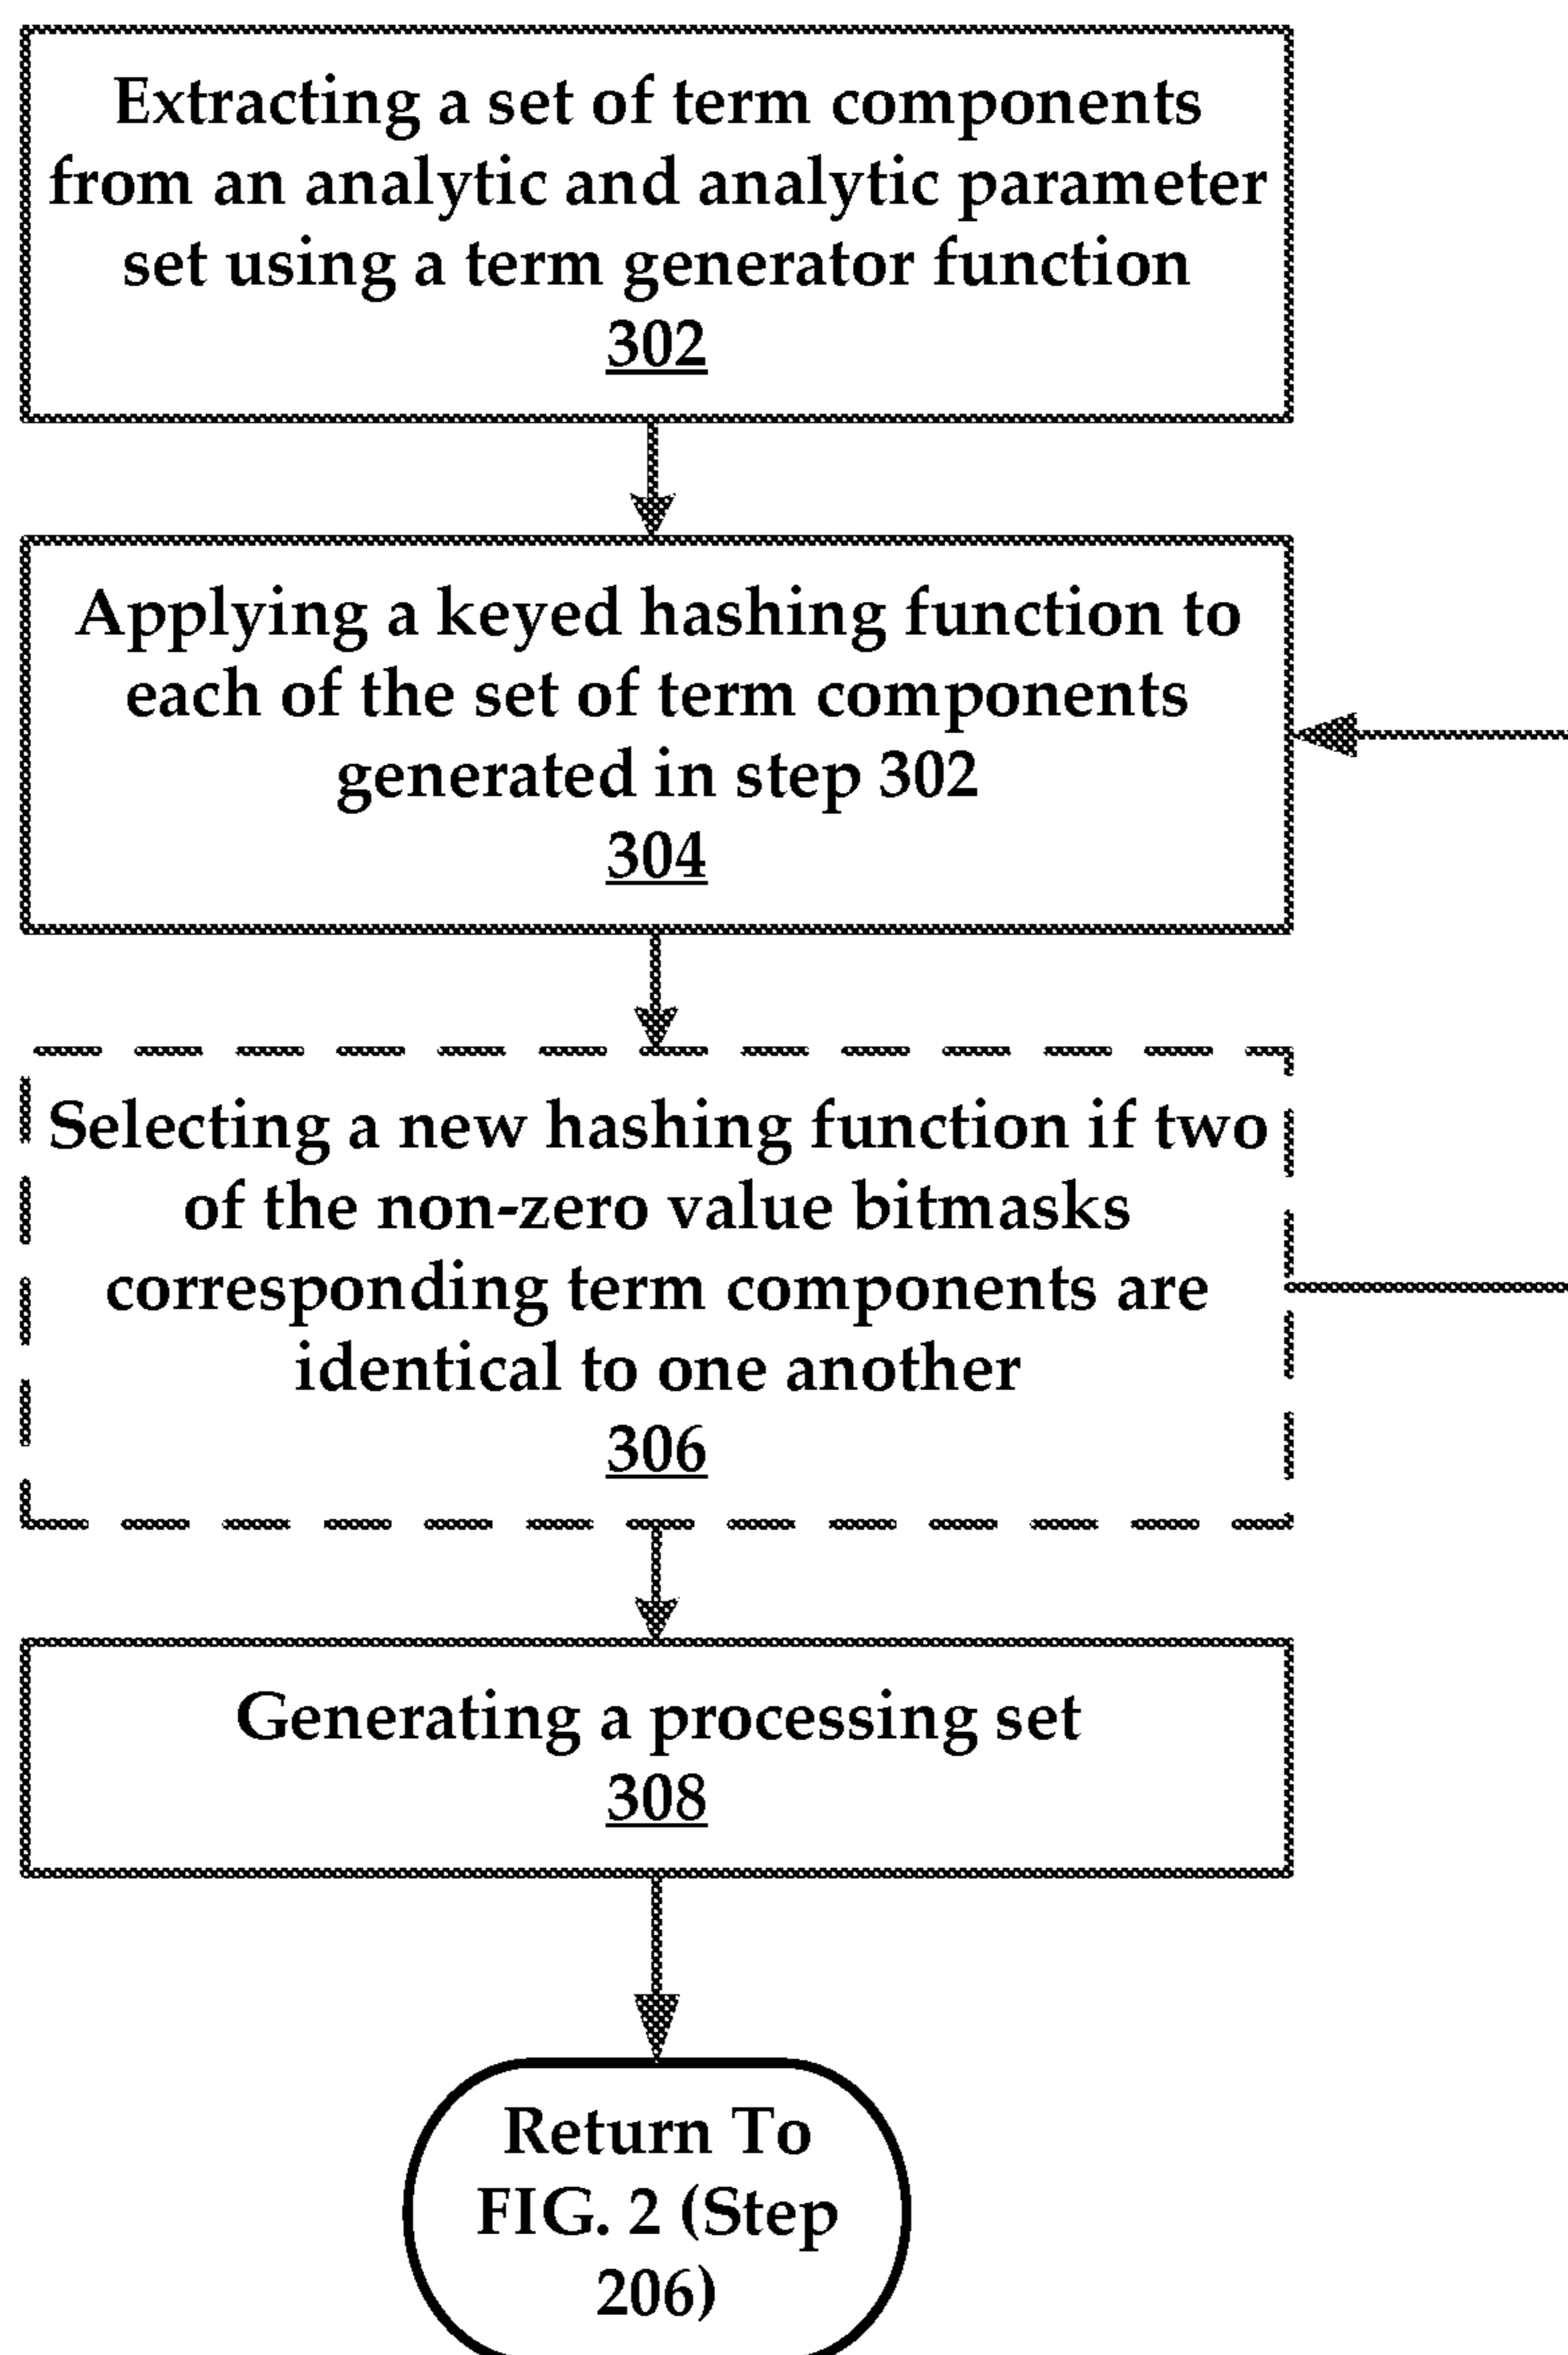 Extracting a set of term components
from an analytic and analytic parameter
set using a term generator function
302
Applying a keyed hashing function to
each of the set of term components
generated in step 302
304
Selecting a new hashing function if two
of the non-zero value bitmasks
corresponding term components are
identical to one another
306
Generating a processing set
308
Return To
FIG. 2 (Step
206)